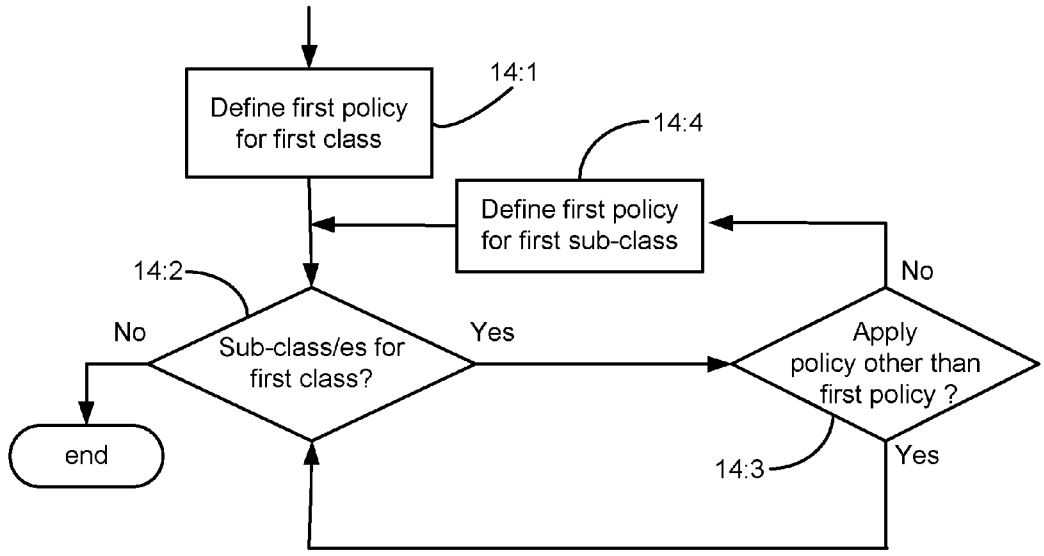 14:1
Define first policy
for first class
14:4
Define first policy
for first sub-class
14:2
No
No
Yes
Sub-class/es for
first class?
Apply
policy other than
first policy ?
end
14:3
Yes